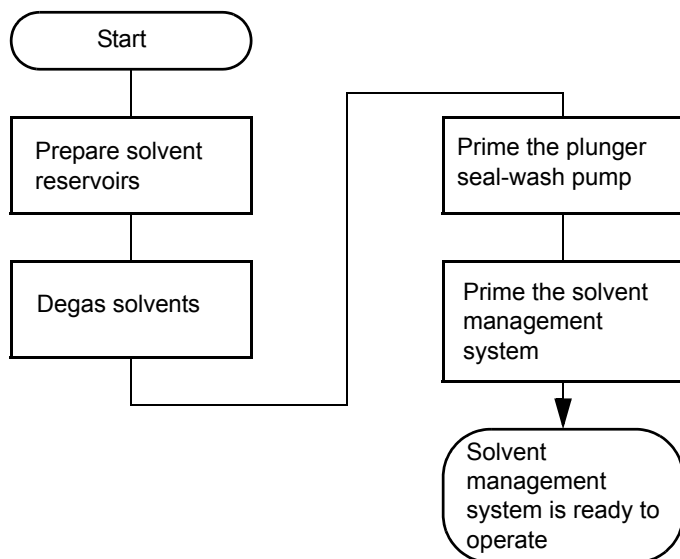 Start
Prepare solvent
reservoirs
Degas solvents
Prime the plunger
seal-wash pump
Prime the solvent
management
system
Solvent
management
system is ready to
operate